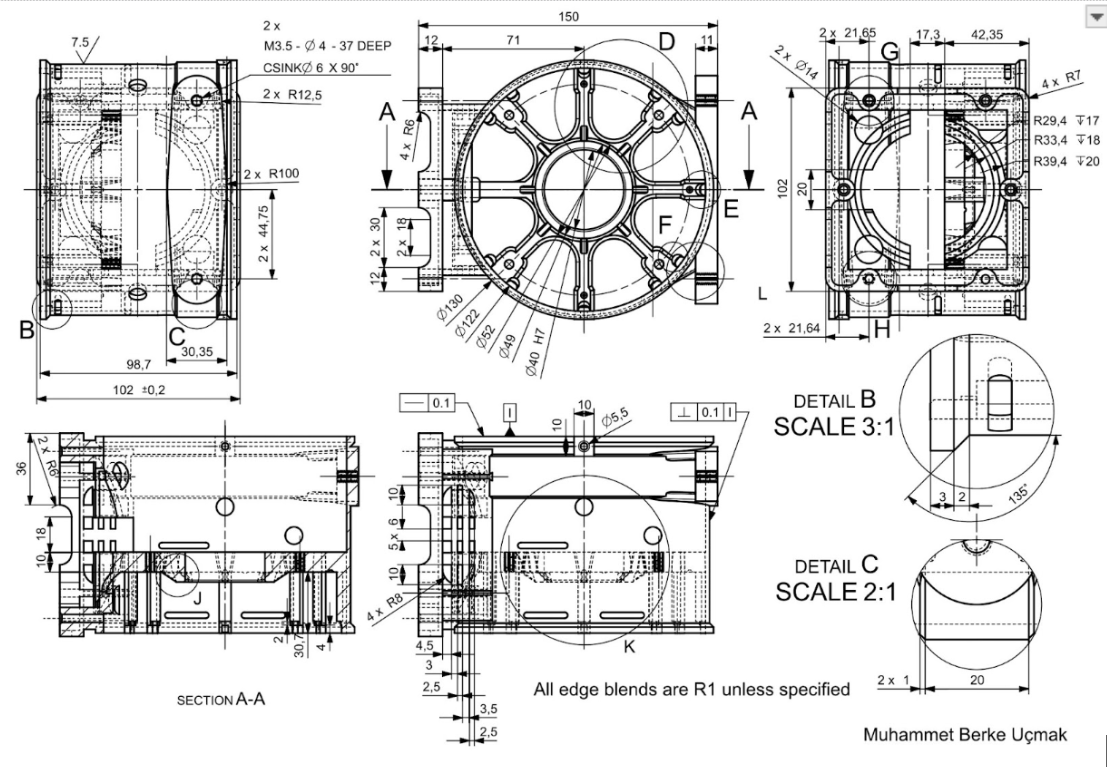 2 x
M3.5 - Ø 4 - 37 DEEP
CSINKØ 6 X 90°
2 x R12,5
7.5
2 x R100
2 x 44,75
B
C
30,35
98,7
102 ±0,2
150
12
71
11
D
A
A
4 x R6
E
F
2 x 30
2 x 18
12
Ø130
Ø122
Ø52
Ø49
Ø40 H7
2 x 21,65
G
17,3
42,35
2 x Ø14
4 x R7
R29,4 ↧17
R33,4 ↧18
R39,4 ↧20
102
20
L
2 x 21,64
H
DETAIL B
SCALE 3:1
3
2
135°
36
2 x R6
18
10
J
2
30,7
4
SECTION A-A
— 0.1
I
10
10
Ø5,5
⊥ 0.1 I
10
5 x 6
10
4 x R8
K
4,5
3
2,5
3,5
2,5
DETAIL C
SCALE 2:1
2 x 1
20
All edge blends are R1 unless specified
Muhammet Berke Uçmak